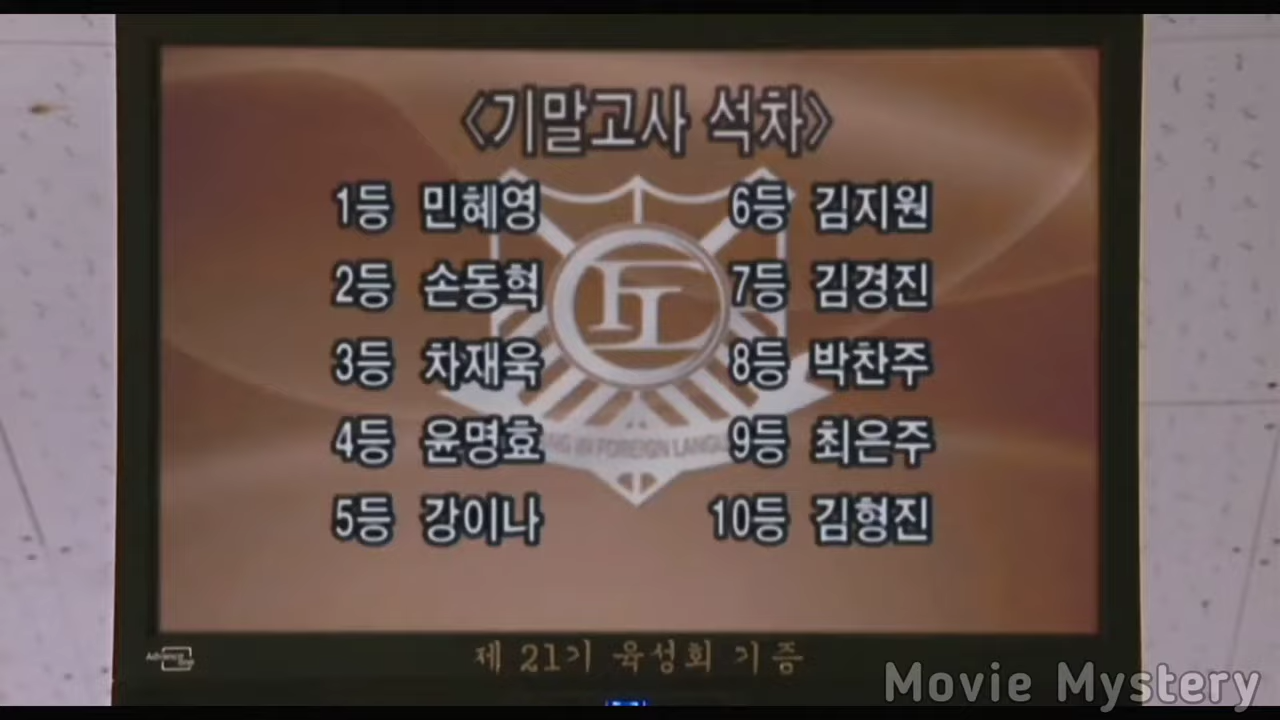 <기말고사 석차>
1등 민혜영
2등 손동혁
3등 차재욱
4등 윤명효
5등 강이나
6등 김지원
7등 김경진
8등 박찬주
9등 최은주
10등 김형진
FL
IN FOREIGN
제 21기 육성회 기증
Movie Mystery